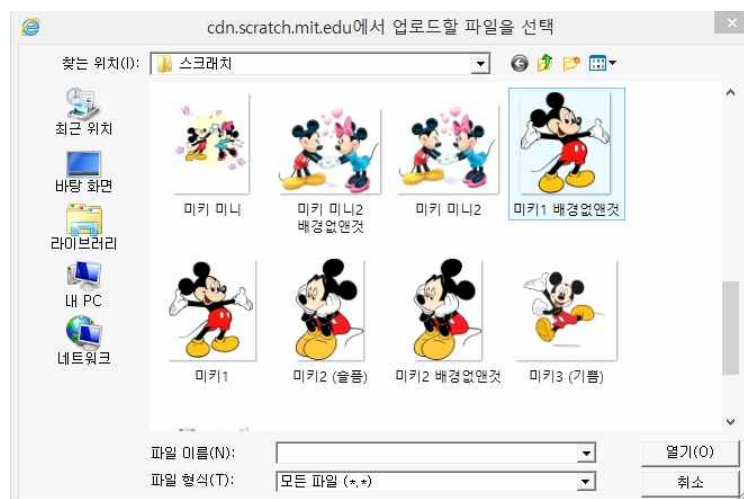 cdn.scratch.mit.edu에서 업로드할 파일을 선택
찾는 위치(I):
스크래치
최근 위치
바탕 화면
라이브러리
내 PC
네트워크
미키 미니
미키 미니2
배경없앤것
미키 미니2
미키1 배경없앤것
미키1
미키2 (슬픔)
미키2 배경없앤것
미키3 (기쁨)
파일 이름(N):
열기(O)
파일 형식(T):
모든 파일 (*.*)
취소